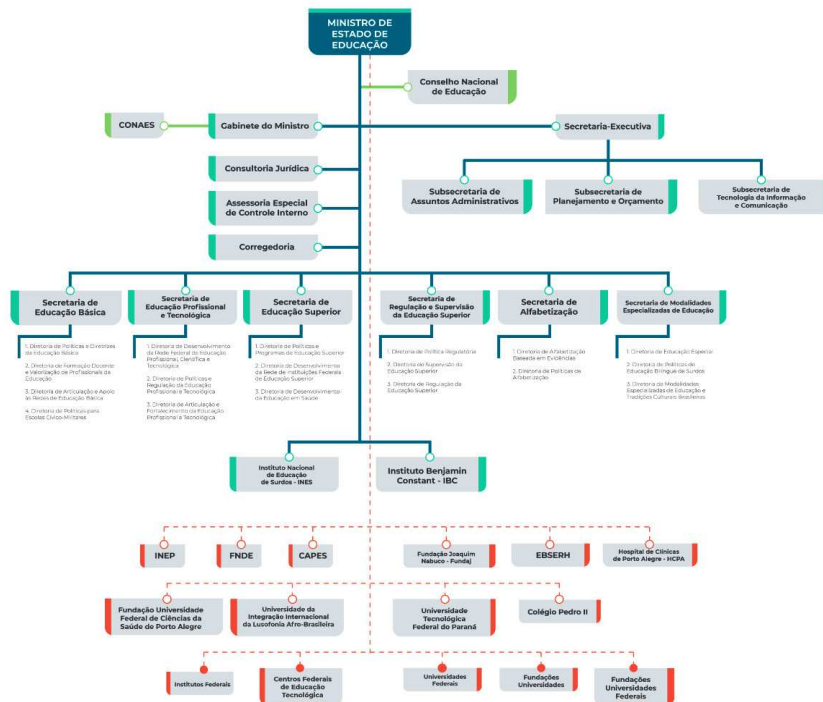 MINISTRO DE
ESTADO DE
EDUCAÇÃO
Conselho Nacional
de Educação
CONAES
Gabinete do Ministro
Secretaria-Executiva
Consultoria Jurídica
Assessoria Especial
de Controle Interno
Corregedoria
Subsecretaria de
Assuntos Administrativos
Subsecretaria de
Planejamento e Orçamento
Subsecretaria de
Tecnologia da Informação
e Comunicação
Secretaria de
Educação Básica
1. Diretoria de Políticas e Diretrizes
da Educação Básica
2. Diretoria de Formação Docente
e Valorização de Profissionais da
Educação
3. Diretoria de Articulação e Apoio
às Redes de Educação Básica
4. Diretoria de Políticas para
Escolas Cívico-Militares
Secretaria de
Educação Profissional
e Tecnológica
1. Diretoria de Desenvolvimento
da Rede Federal de Educação
Profissional, Científica e
Tecnológica
2. Diretoria de Políticas e
Regulação da Educação
Profissional e Tecnológica
3. Diretoria de Articulação e
Fortalecimento da Educação
Profissional e Tecnológica
Secretaria de
Educação Superior
1. Diretoria de Políticas e
Programas de Educação Superior
2. Diretoria de Desenvolvimento
da Rede de Instituições Federais
de Educação Superior
3. Diretoria de Desenvolvimento
da Educação em Saúde
Secretaria de
Regulação e Supervisão
da Educação Superior
1. Diretoria de Política Regulatória
2. Diretoria de Supervisão da
Educação Superior
3. Diretoria de Regulação da
Educação Superior
Secretaria de
Alfabetização
1. Diretoria de Alfabetização
Baseada em Evidências
2. Diretoria de Políticas de
Alfabetização
Secretaria de Modalidades
Especializadas de Educação
1. Diretoria de Educação Especial
2. Diretoria de Políticas de
Educação Bilíngue de Surdos
3. Diretoria de Modalidades
Especializadas de Educação e
Tradições Culturais Brasileiras
Instituto Nacional
de Educação
de Surdos - INES
Instituto Benjamin
Constant - IBC
INEP
FNDE
CAPES
Fundação Joaquim
Nabuco - Fundaj
EBSERH
Hospital de Clínicas
de Porto Alegre - HCPA
Fundação Universidade
Federal de Ciências da
Saúde de Porto Alegre
Universidade da
Integração Internacional
da Lusofonia Afro-Brasileira
Universidade
Tecnológica
Federal do Paraná
Colégio Pedro II
Institutos Federais
Centros Federais
de Educação
Tecnológica
Universidades
Federais
Fundações
Universidades
Fundações
Universidades
Federais